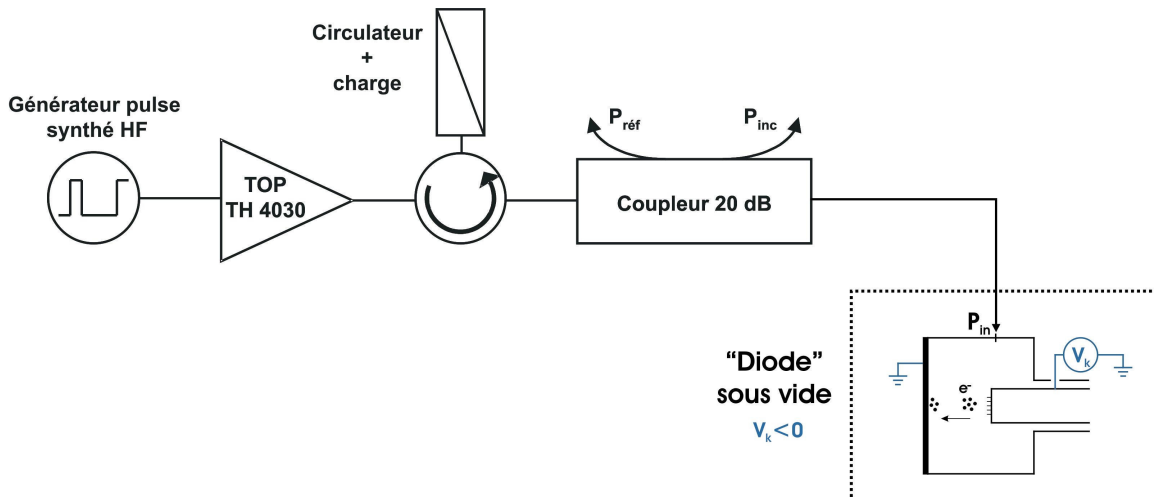 Circulateur
+
charge
Générateur pulse
synthé HF
TOP
TH 4030
Préf
Pinc
Coupleur 20 dB
Pin
Vk
e-
“Diode”
sous vide
Vk<0